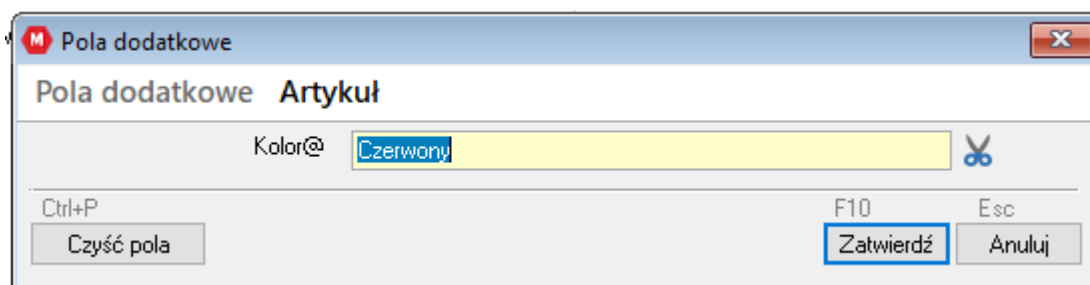 M Pola dodatkowe
Pola dodatkowe Artykuł
Kolor@ Czerwony
Ctrl+P F10 Esc
Czyść pola Zatwierdź Anuluj